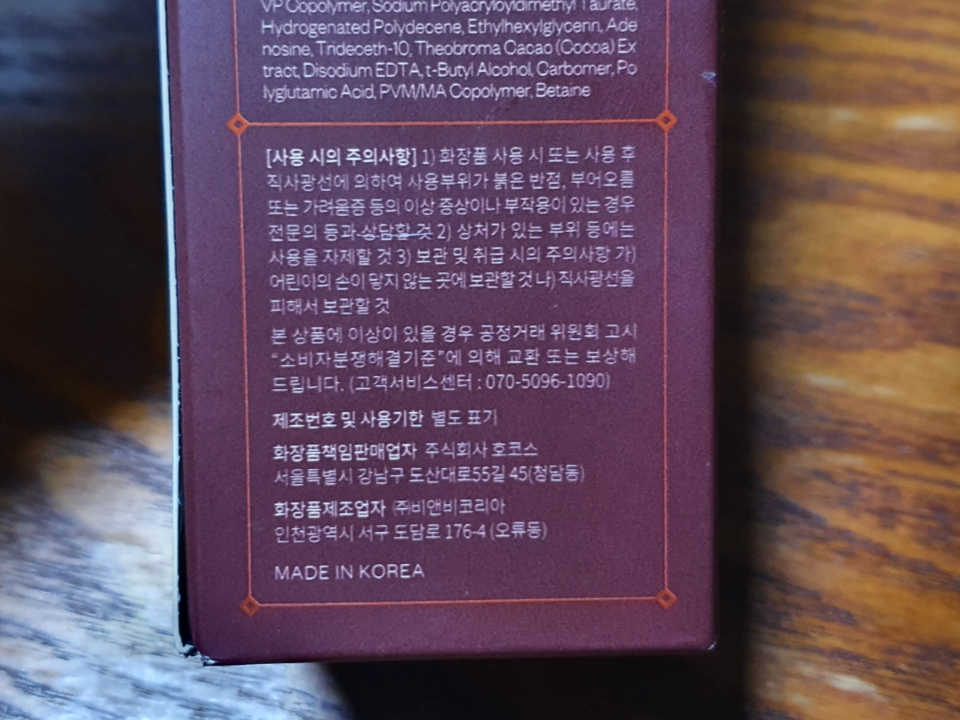 VP Copolymer, Sodium Polyacryloyldimethyl Taurate,
Hydrogenated Polydecene, Ethylhexylglycerin, Ade
nosine, Trideceth-10, Theobroma Cacao (Cocoa) Ex
tract, Disodium EDTA, t-Butyl Alcohol, Carbomer, Po
lyglutamic Acid, PVM/MA Copolymer, Betaine
[사용 시의 주의사항] 1) 화장품 사용 시 또는 사용 후
직사광선에 의하여 사용부위가 붉은 반점, 부어오름
또는 가려움증 등의 이상 증상이나 부작용이 있는 경우
전문의 등과 상담할 것 2) 상처가 있는 부위 등에는
사용을 자제할 것 3) 보관 및 취급 시의 주의사항 가)
어린이의 손이 닿지 않는 곳에 보관할 것 나) 직사광선을
피해서 보관할 것
본 상품에 이상이 있을 경우 공정거래 위원회 고시
“소비자분쟁해결기준”에 의해 교환 또는 보상해
드립니다. (고객서비스센터 : 070-5096-1090)
제조번호 및 사용기한 별도 표기
화장품책임판매업자 주식회사 호코스
서울특별시 강남구 도산대로55길 45(청담동)
화장품제조업자 ㈜비앤비코리아
인천광역시 서구 도담로 176-4 (오류동)
MADE IN KOREA